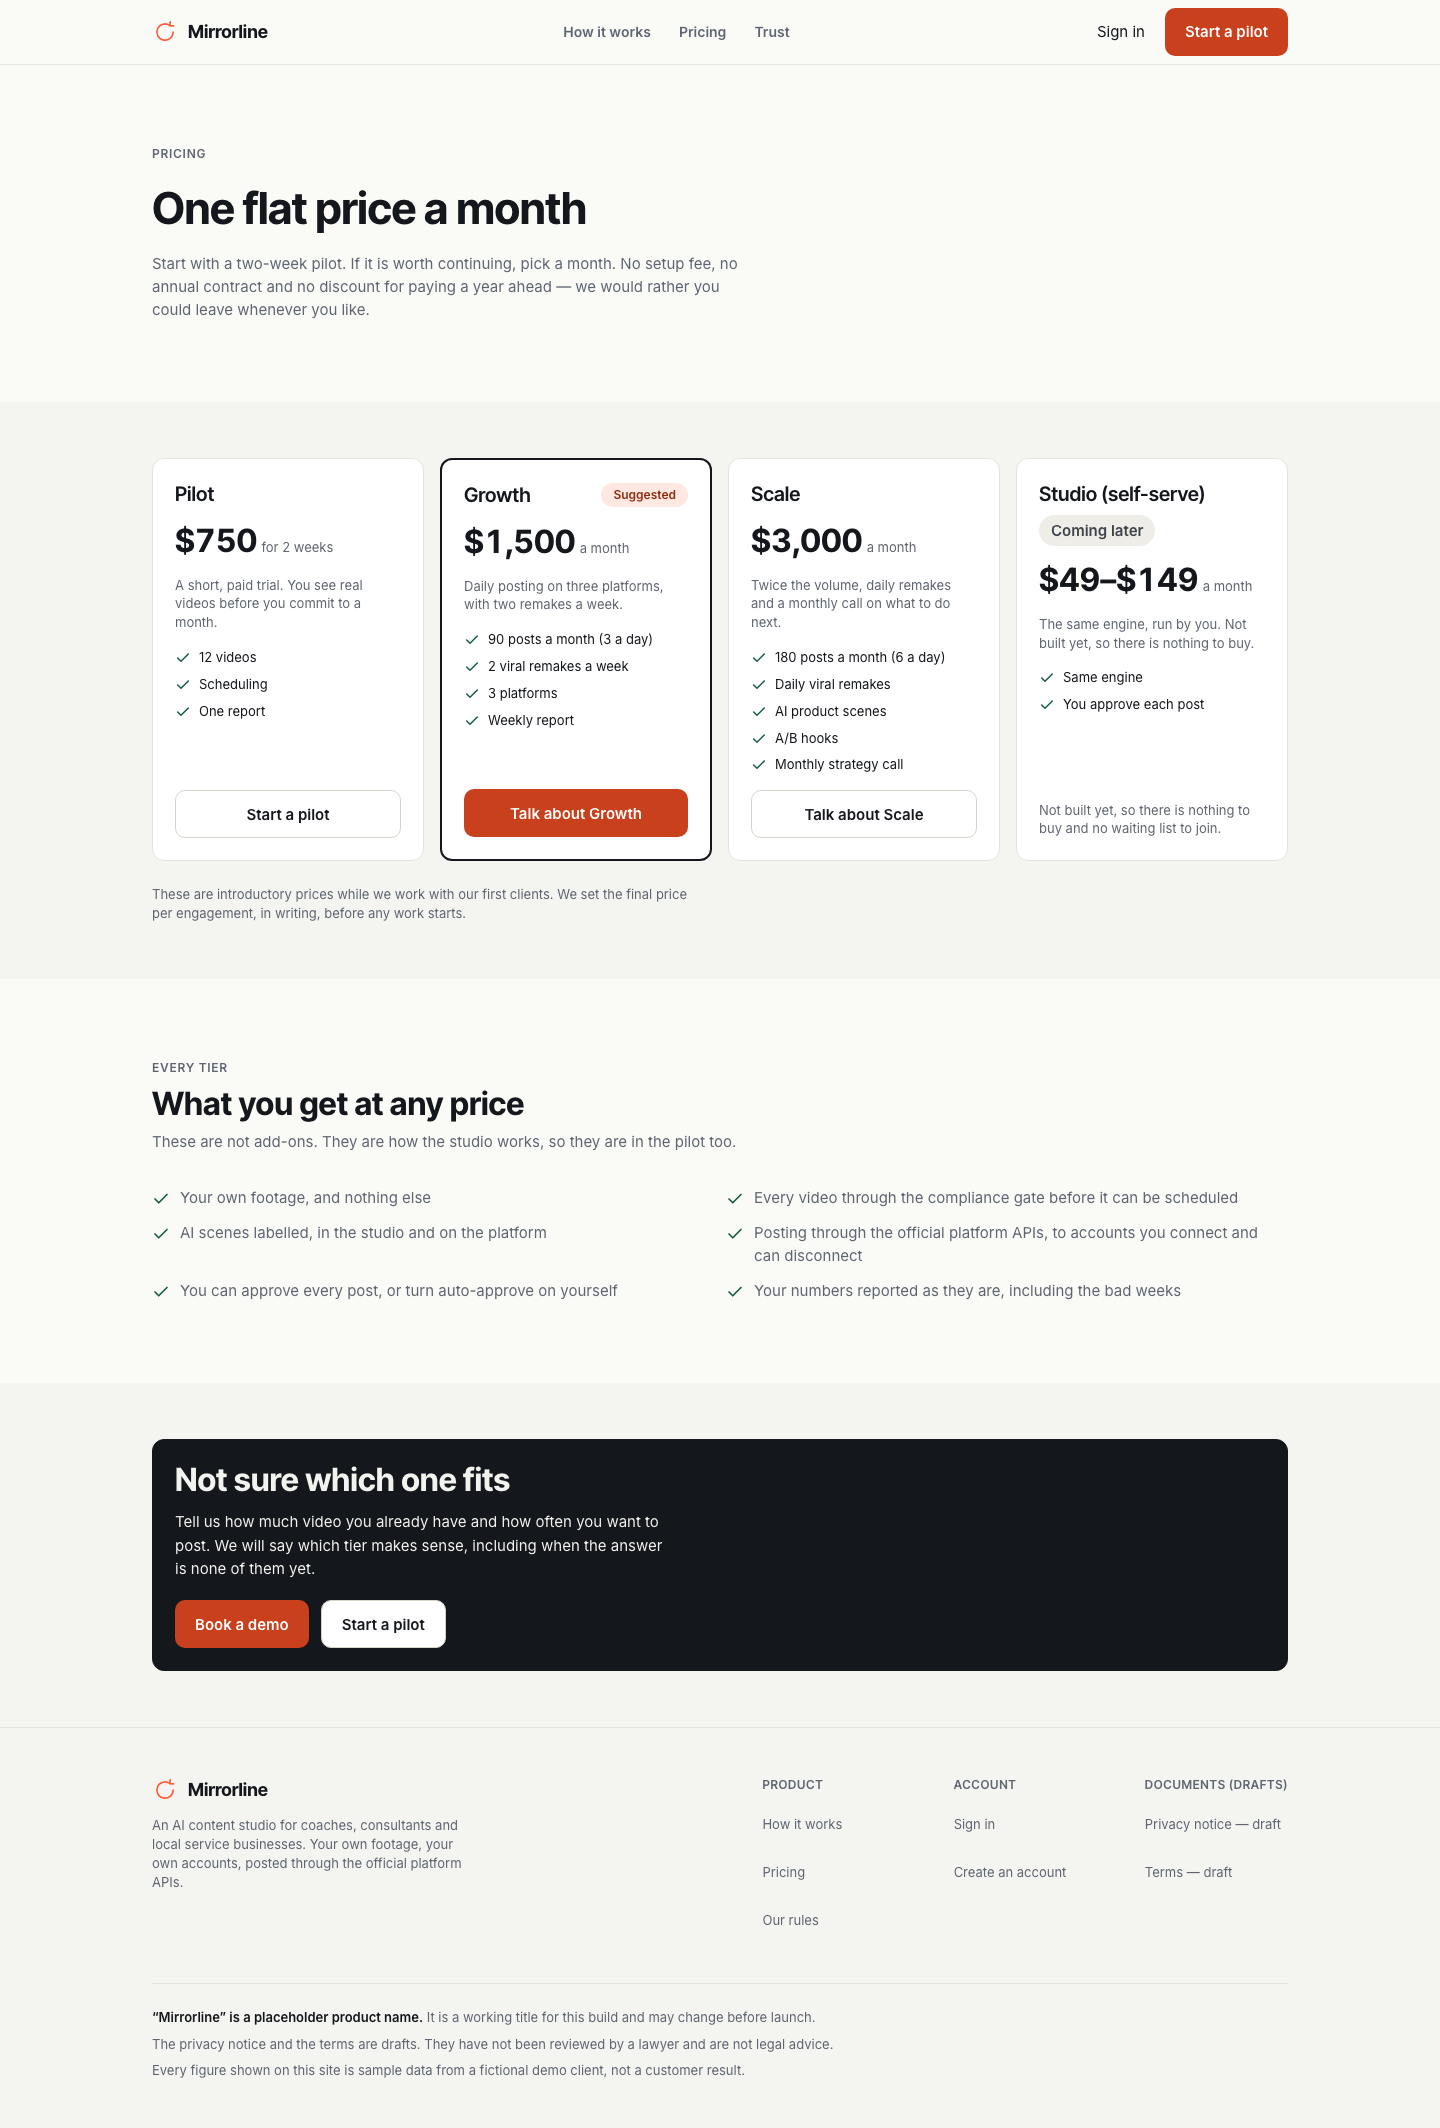 Mirrorline
How it works
Pricing
Trust
Sign in
Start a pilot
PRICING
One flat price a month
Start with a two-week pilot. If it is worth continuing, pick a month. No setup fee, no
annual contract and no discount for paying a year ahead — we would rather you
could leave whenever you like.
Pilot
$750 for 2 weeks
A short, paid trial. You see real
videos before you commit to a
month.
12 videos
Scheduling
One report
Start a pilot
Growth
Suggested
$1,500 a month
Daily posting on three platforms,
with two remakes a week.
90 posts a month (3 a day)
2 viral remakes a week
3 platforms
Weekly report
Talk about Growth
Scale
$3,000 a month
Twice the volume, daily remakes
and a monthly call on what to do
next.
180 posts a month (6 a day)
Daily viral remakes
AI product scenes
A/B hooks
Monthly strategy call
Talk about Scale
Studio (self-serve)
Coming later
$49–$149 a month
The same engine, run by you. Not
built yet, so there is nothing to buy.
Same engine
You approve each post
Not built yet, so there is nothing to
buy and no waiting list to join.
These are introductory prices while we work with our first clients. We set the final price
per engagement, in writing, before any work starts.
EVERY TIER
What you get at any price
These are not add-ons. They are how the studio works, so they are in the pilot too.
Your own footage, and nothing else
Every video through the compliance gate before it can be scheduled
AI scenes labelled, in the studio and on the platform
Posting through the official platform APIs, to accounts you connect and
can disconnect
You can approve every post, or turn auto-approve on yourself
Your numbers reported as they are, including the bad weeks
Not sure which one fits
Tell us how much video you already have and how often you want to
post. We will say which tier makes sense, including when the answer
is none of them yet.
Book a demo
Start a pilot
Mirrorline
An AI content studio for coaches, consultants and
local service businesses. Your own footage, your
own accounts, posted through the official platform
APIs.
PRODUCT
How it works
Pricing
Our rules
ACCOUNT
Sign in
Create an account
DOCUMENTS (DRAFTS)
Privacy notice — draft
Terms — draft
“Mirrorline” is a placeholder product name. It is a working title for this build and may change before launch.
The privacy notice and the terms are drafts. They have not been reviewed by a lawyer and are not legal advice.
Every figure shown on this site is sample data from a fictional demo client, not a customer result.